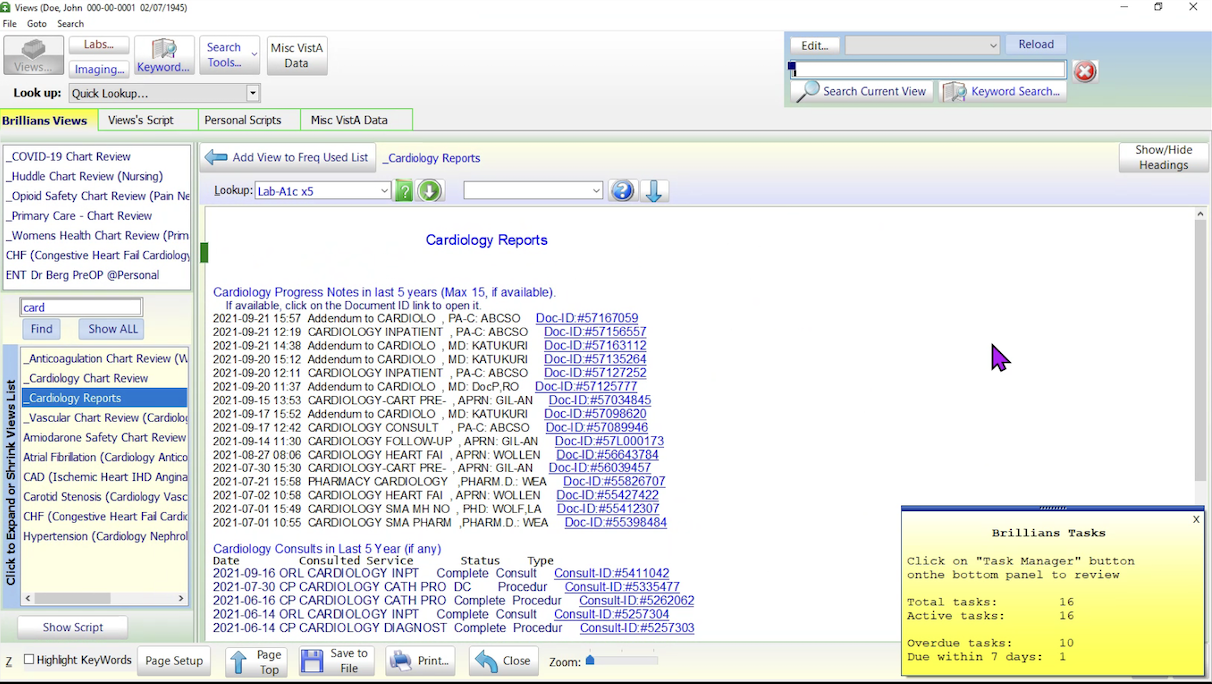 Views (Doe, John 000-00-0001 02/07/1945)
File Goto Search
Views...
Labs...
Imaging...
Keyword...
Search
Tools...
Misc VistA
Data
Look up: Quick Lookup...
Edit...
Reload
Search Current View
Keyword Search...
Brillians Views
Views's Script
Personal Scripts
Misc VistA Data
_COVID-19 Chart Review
_Huddle Chart Review (Nursing)
_Opioid Safety Chart Review (Pain Ne
_Primary Care - Chart Review
_Womens Health Chart Review (Prim
CHF (Congestive Heart Fail Cardiology
ENT Dr Berg PreOP @Personal
card
Find
Show ALL
Click to Expand or Shrink Views List
_Anticoagulation Chart Review (W
_Cardiology Chart Review
_Cardiology Reports
_Vascular Chart Review (Cardiolog
Amiodarone Safety Chart Review
Atrial Fibrilation (Cardiology Antico
CAD (Ischemic Heart IHD Angina
Carotid Stenosis (Cardiology Vasc
CHF (Congestive Heart Fail Cardic
Hypertension (Cardiology Nephrol
Show Script
Add View to Freq Used List
_Cardiology Reports
Show/Hide
Headings
Lookup: Lab-A1c x5
Cardiology Reports
Cardiology Progress Notes in last 5 years (Max 15, if available).
If available, click on the Document ID link to open it.
2021-09-21 15:57 Addendum to CARDIOLO , PA-C: ABCSO Doc-ID:#57167059
2021-09-21 12:19 CARDIOLOGY INPATIENT , PA-C: ABCSO Doc-ID:#57156557
2021-09-21 14:38 Addendum to CARDIOLO , MD: KATUKURI Doc-ID:#57163112
2021-09-20 15:12 Addendum to CARDIOLO , MD: KATUKURI Doc-ID:#57135264
2021-09-20 12:11 CARDIOLOGY INPATIENT , PA-C: ABCSO Doc-ID:#57127252
2021-09-20 11:37 Addendum to CARDIOLO , MD: DocP,RO Doc-ID:#57125777
2021-09-15 13:53 CARDIOLOGY-CART PRE- , APRN: GIL-AN Doc-ID:#57034845
2021-09-17 15:52 Addendum to CARDIOLO , MD: KATUKURI Doc-ID:#57098620
2021-09-17 12:42 CARDIOLOGY CONSULT , PA-C: ABCSO Doc-ID:#57089946
2021-09-14 11:30 CARDIOLOGY FOLLOW-UP , APRN: GIL-AN Doc-ID:#57L000173
2021-08-27 08:06 CARDIOLOGY HEART FAI , APRN: WOLLEN Doc-ID:#56643784
2021-07-30 15:30 CARDIOLOGY-CART PRE- , APRN: GIL-AN Doc-ID:#56039457
2021-07-21 15:58 PHARMACY CARDIOLOGY ,PHARM.D.: WEA Doc-ID:#55826707
2021-07-02 10:58 CARDIOLOGY HEART FAI , APRN: WOLLEN Doc-ID:#55427422
2021-07-01 15:49 CARDIOLOGY SMA MH NO , PHD: WOLF,LA Doc-ID:#55412307
2021-07-01 10:55 CARDIOLOGY SMA PHARM ,PHARM.D.: WEA Doc-ID:#55398484
Cardiology Consults in Last 5 Year (if any)
Date Consulted Service Status Type
2021-09-16 ORL CARDIOLOGY INPT Complete Consult Consult-ID:#5411042
2021-07-30 CP CARDIOLOGY CATH PRO DC Procedur Consult-ID:#5335477
2021-06-16 CP CARDIOLOGY CATH PRO Complete Procedur Consult-ID:#5262062
2021-06-14 ORL CARDIOLOGY INPT Complete Consult Consult-ID:#5257304
2021-06-14 CP CARDIOLOGY DIAGNOST Complete Procedur Consult-ID:#5257303
X
Brillians Tasks
Click on "Task Manager" button
onthe bottom panel to review
Total tasks: 16
Active tasks: 16
Overdue tasks: 10
Due within 7 days: 1
Z
Highlight KeyWords
Page Setup
Page
Top
Save to
File
Print...
Close
Zoom: